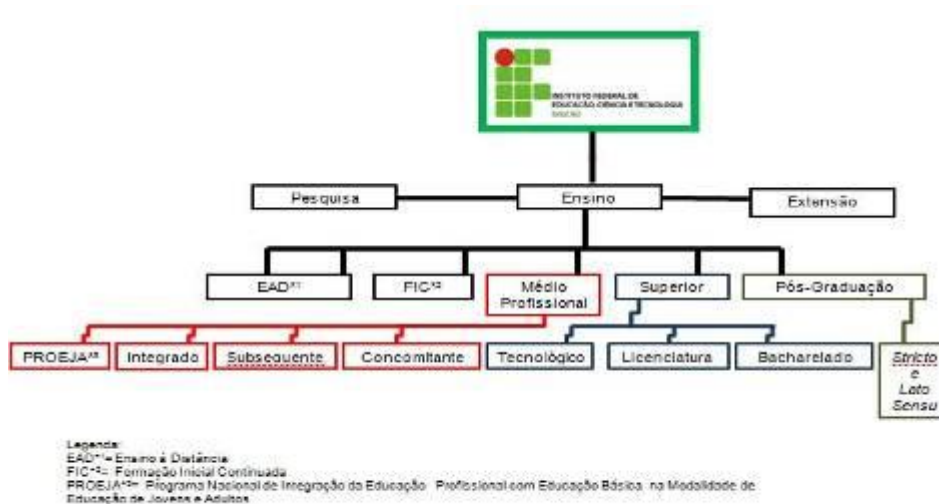 INSTITUTO FEDERAL DE
EDUCAÇÃO, CIÊNCIA E TECNOLOGIA
Pesquisa
Ensino
Extensão
EAD*¹
FIC*²
Médio
Profissional
Superior
Pós-Graduação
PROEJA*³
Integrado
Subsequente
Concomitante
Tecnológico
Licenciatura
Bacharelado
Stricto
e
Lato
Sensu
Legenda:
EAD*¹= Ensino à Distância
FIC*²= Formação Inicial Continuada
PROEJA*³= Programa Nacional de Integração da Educação Profissional com Educação Básica na Modalidade de
Educação de Jovens e Adultos